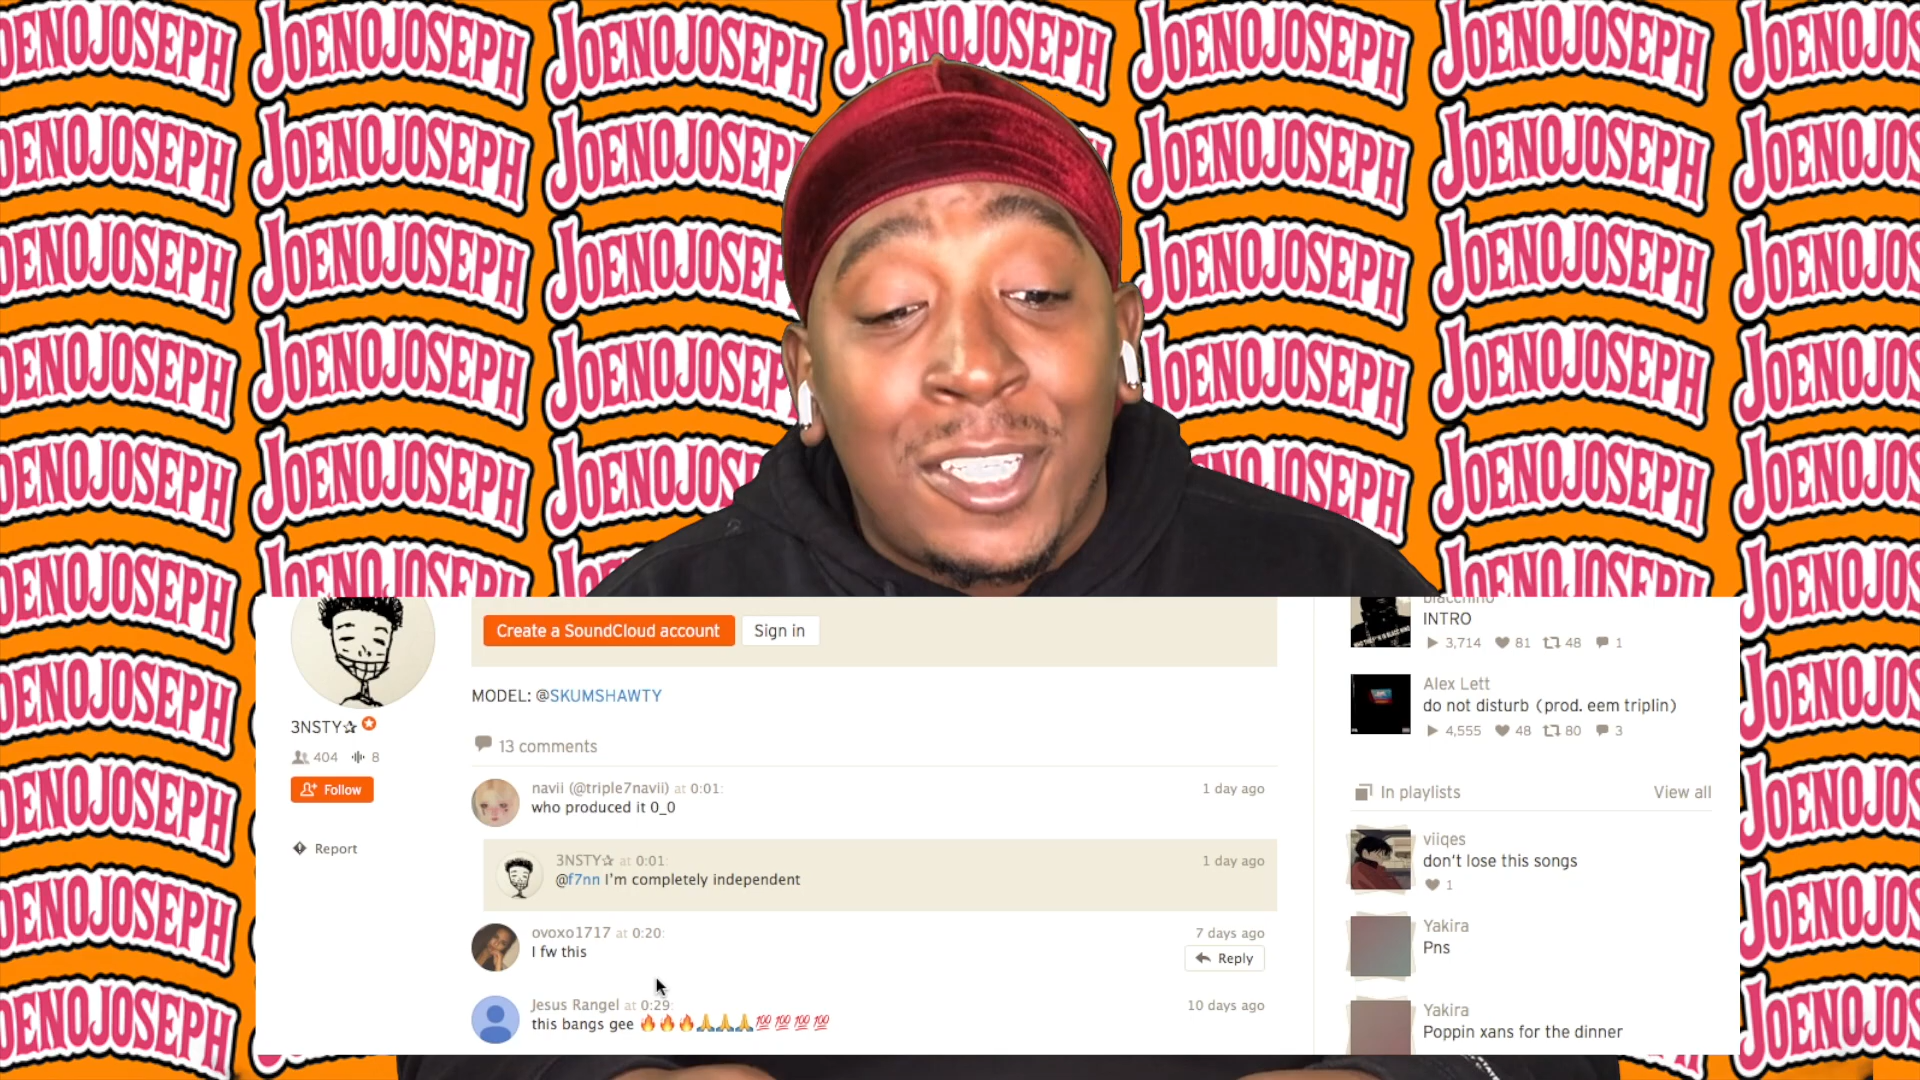 JOENOJOSEPH JOENOJOSEPH JOENOJOSEPH JOENOJOSEPH JOENOJOSEPH JOENOJOSEPH
Create a SoundCloud account
Sign in
MODEL: @SKUMSHAWTY
3NSTY☆
404
8
Follow
Report
13 comments
navii (@triple7navii) at 0:01:
1 day ago
who produced it 0_0
3NSTY☆ at 0:01:
1 day ago
@f7nn I'm completely independent
ovoxo1717 at 0:20:
7 days ago
I fw this
Reply
Jesus Rangel at 0:29:
10 days ago
this bangs gee 🔥🔥🔥🙏🙏🙏💯💯💯💯
INTRO
3,714 81 48 1
Alex Lett
do not disturb (prod. eem triplin)
4,555 48 80 3
In playlists
View all
viiqes
don't lose this songs
1
Yakira
Pns
Yakira
Poppin xans for the dinner